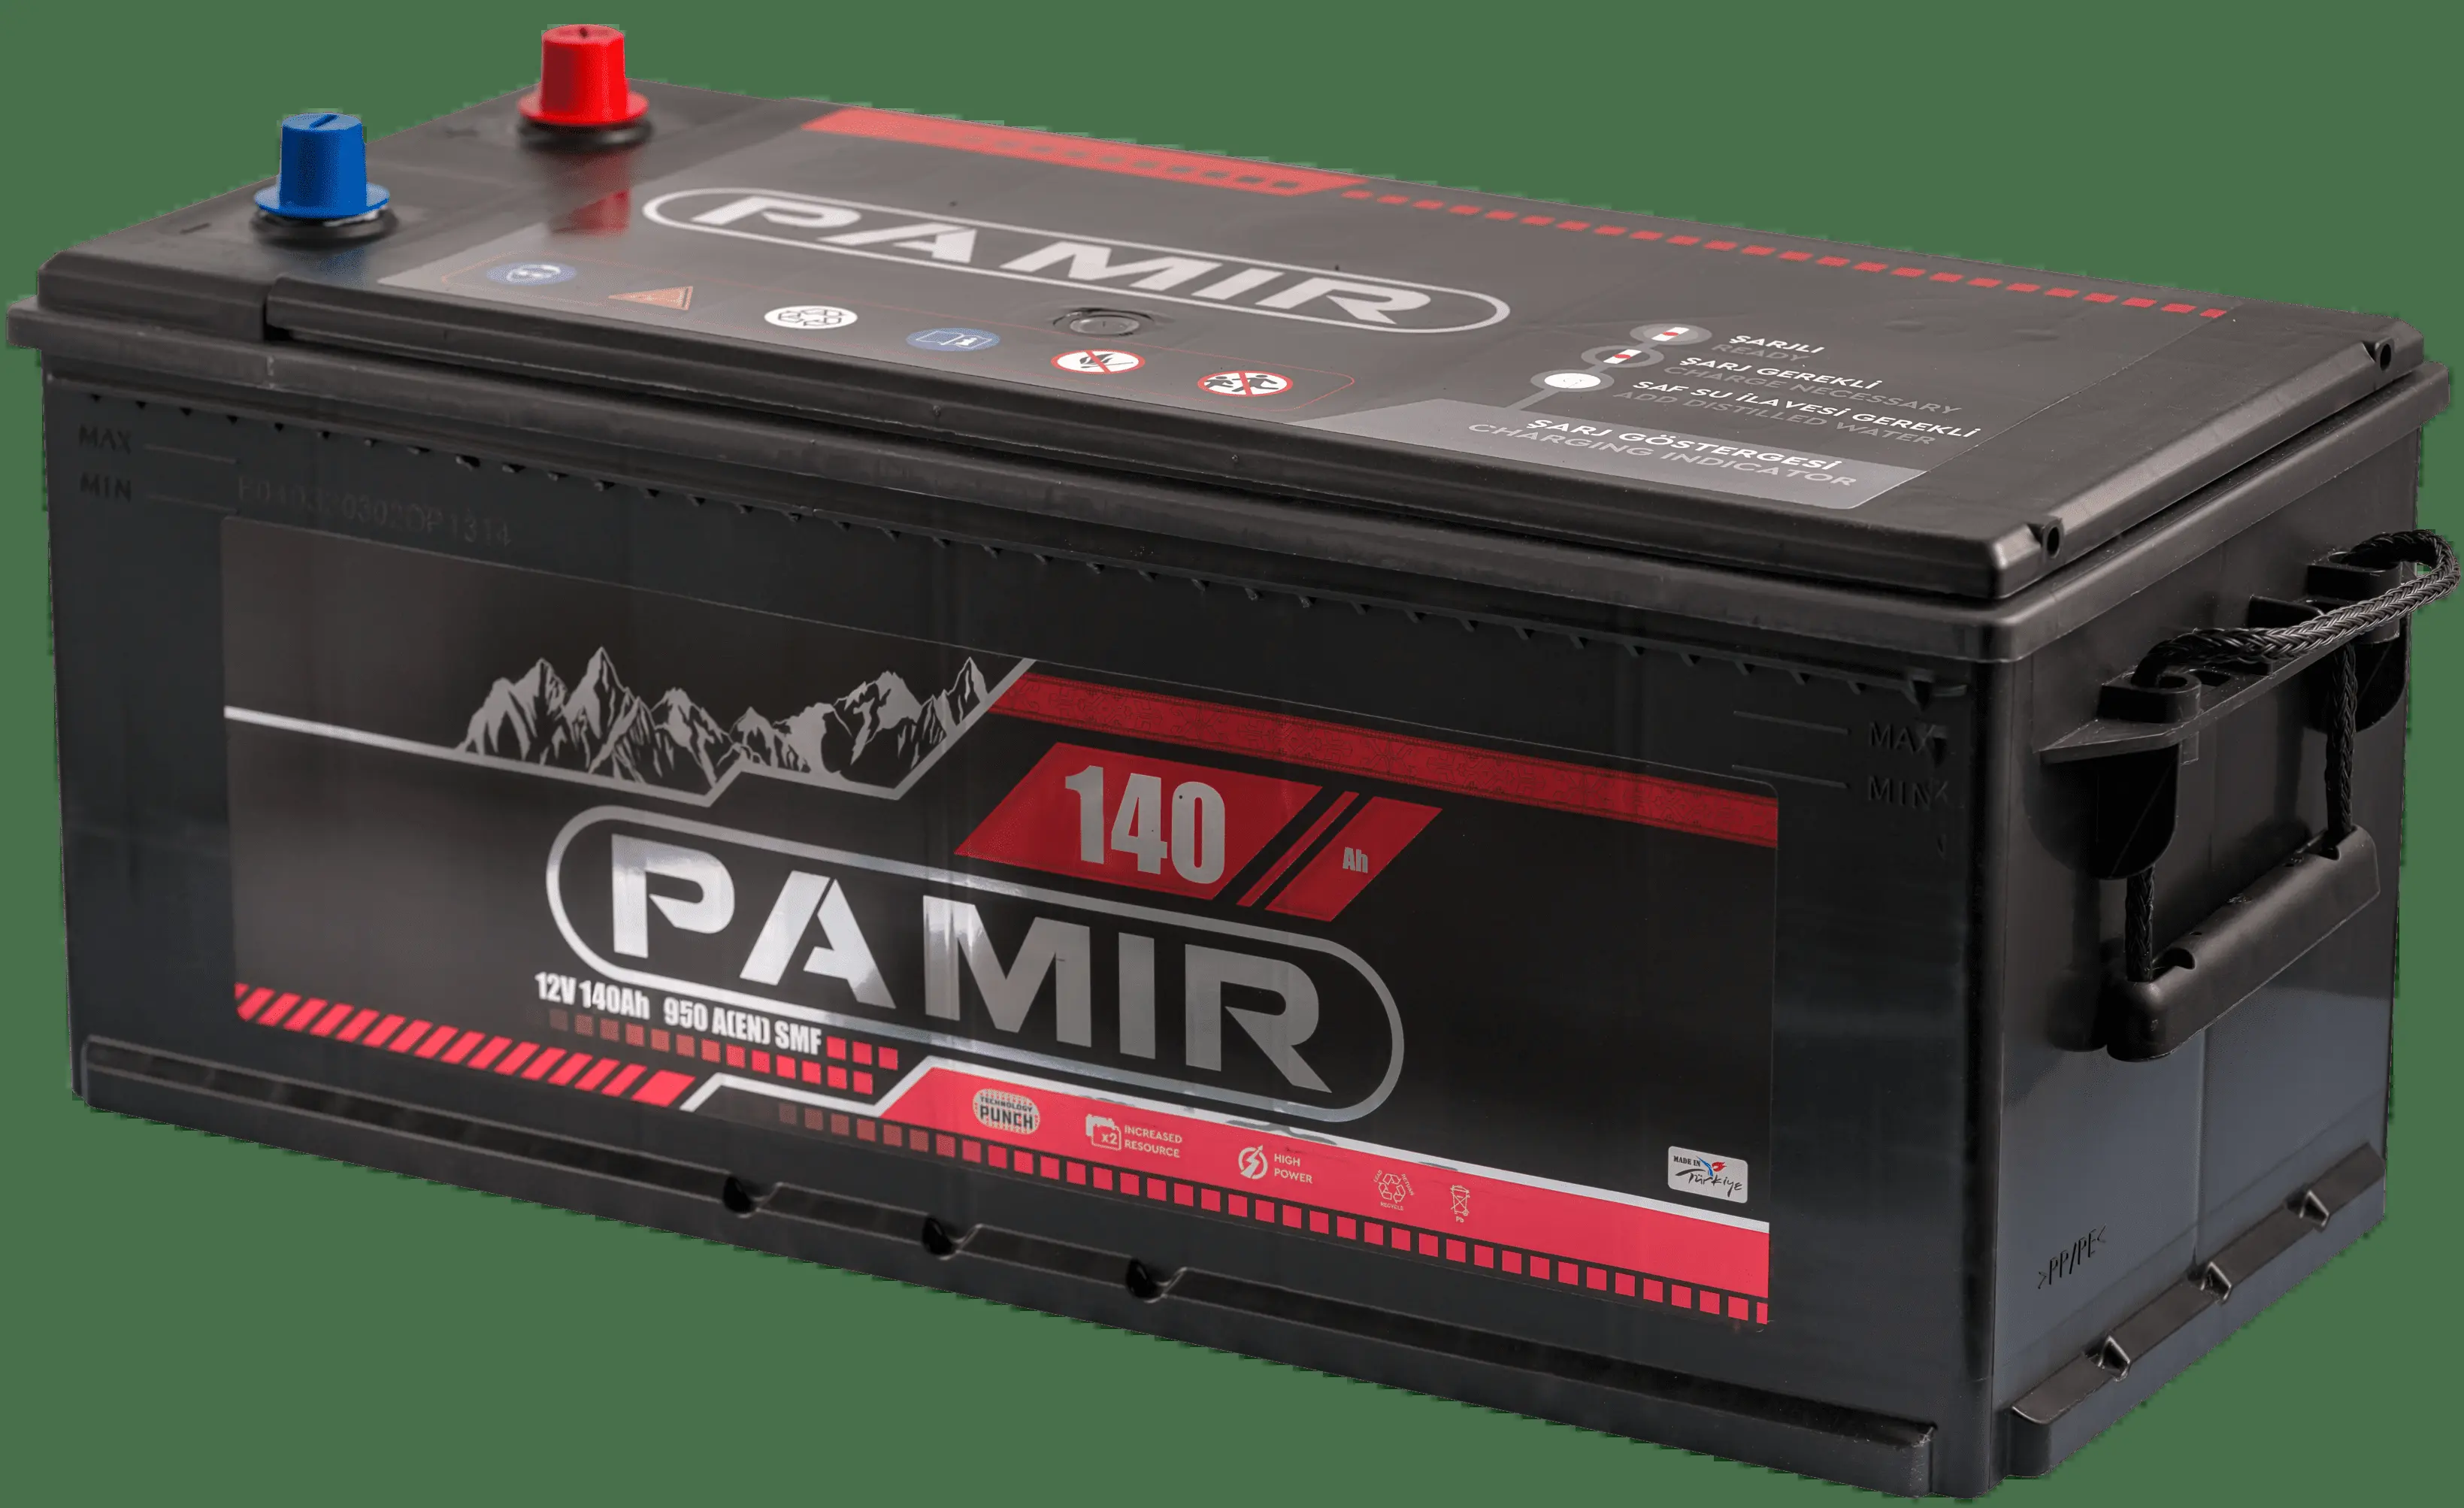 PAMIR
ŞARJLI
READY
ŞARJ GEREKLİ
CHARGE NECESSARY
SAF SU İLAVESİ GEREKLİ
ADD DISTILLED WATER
ŞARJ GÖSTERGESİ
CHARGING INDICATOR
MAX
MIN
MAX
MIN
140
Ah
PAMIR
12V 140Ah 950 A(EN) SMF
TECHNOLOGY
PUNCH
x2
INCREASED
RESOURCE
HIGH
POWER
RECYCLE
Pb
MADE IN
Türkiye
>PP/PE<